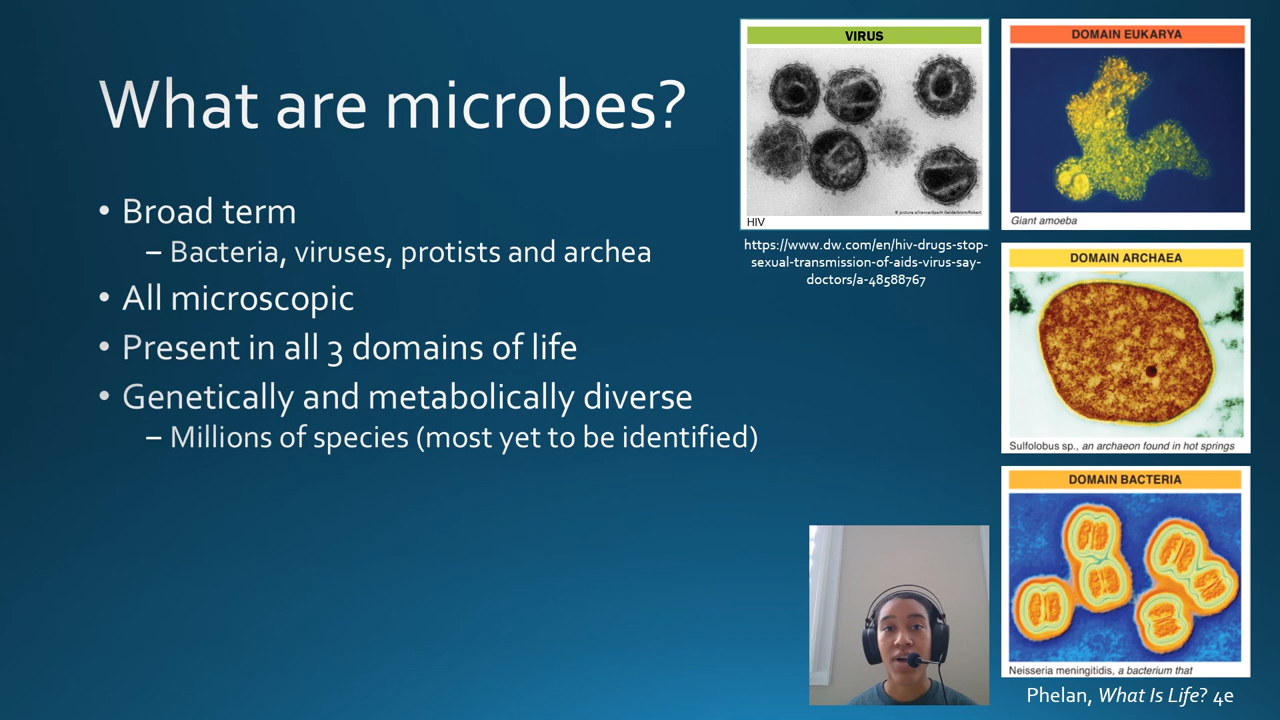 What are microbes?
• Broad term
– Bacteria, viruses, protists and archea
• All microscopic
• Present in all 3 domains of life
• Genetically and metabolically diverse
– Millions of species (most yet to be identified)
VIRUS
HIV
https://www.dw.com/en/hiv-drugs-stop-
sexual-transmission-of-aids-virus-say-
doctors/a-48588767
DOMAIN EUKARYA
Giant amoeba
DOMAIN ARCHAEA
Sulfolobus sp., an archaeon found in hot springs
DOMAIN BACTERIA
Neisseria meningitidis, a bacterium that
Phelan, What Is Life? 4e